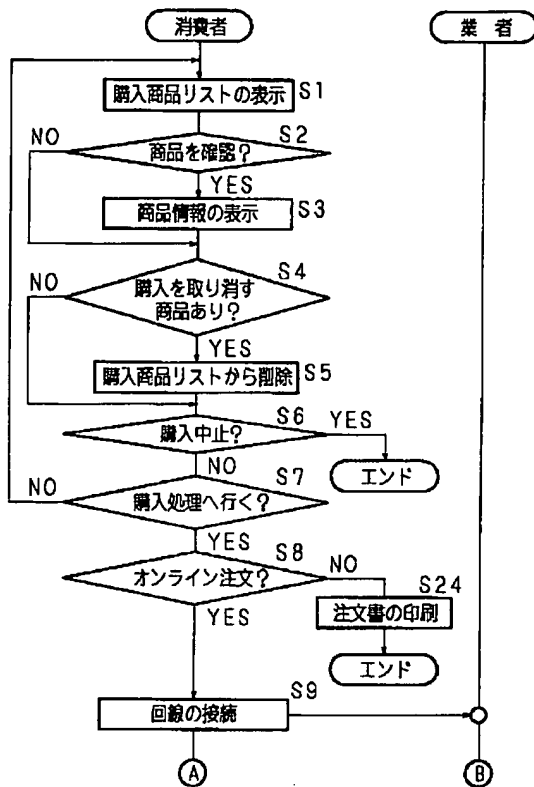 消費者
業者
購入商品リストの表示
S1
NO
商品を確認?
S2
YES
商品情報の表示
S3
NO
購入を取り消す
商品あり?
S4
YES
購入商品リストから削除
S5
購入中止?
S6
YES
エンド
NO
NO
購入処理へ行く?
S7
YES
オンライン注文?
S8
NO
注文書の印刷
S24
YES
エンド
回線の接続
S9
A
B